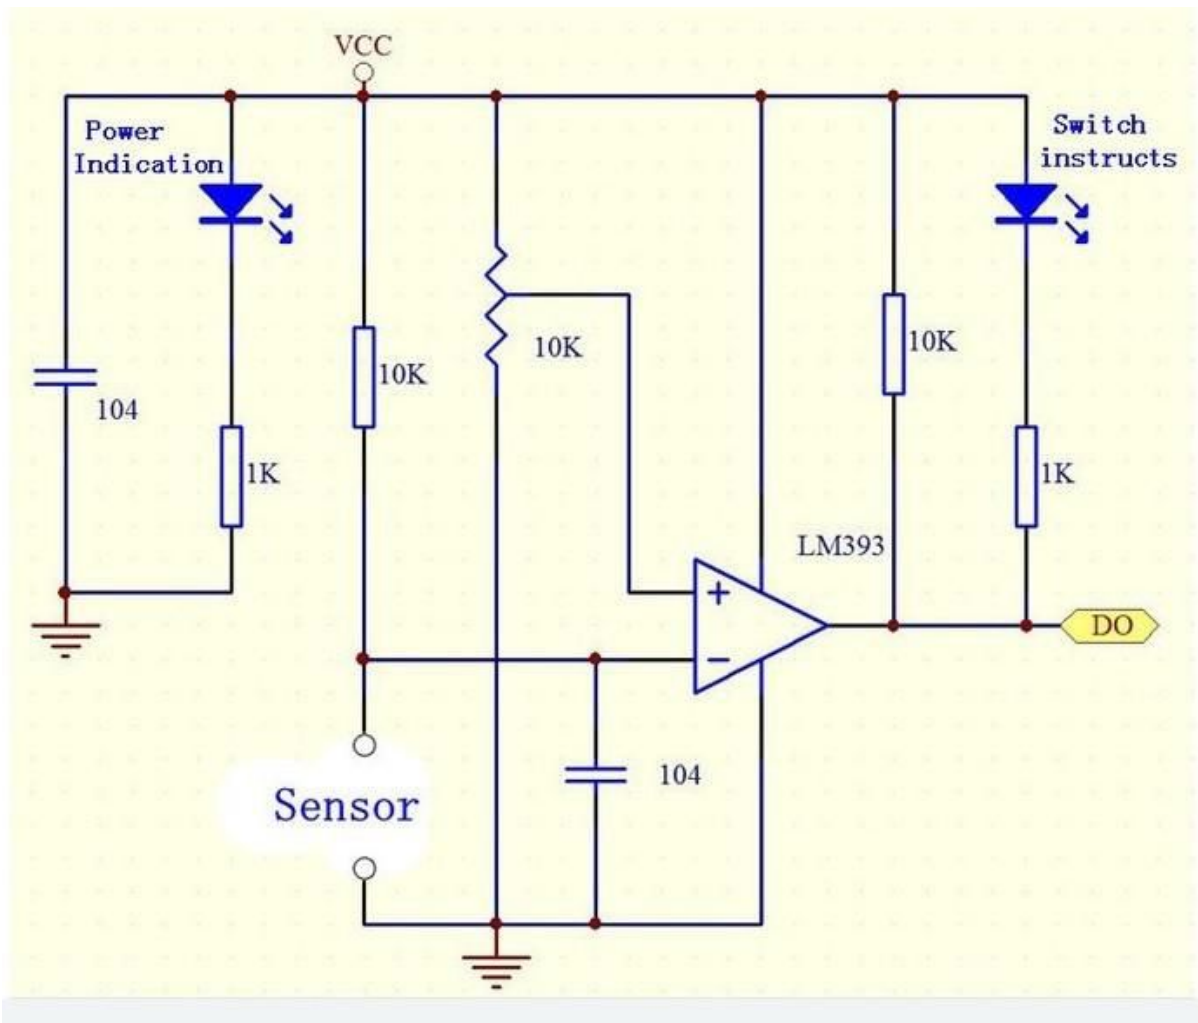 VCC
Power
Indication
Switch
instructs
10K
10K
10K
104
1K
1K
LM393
+
DO
−
104
Sensor